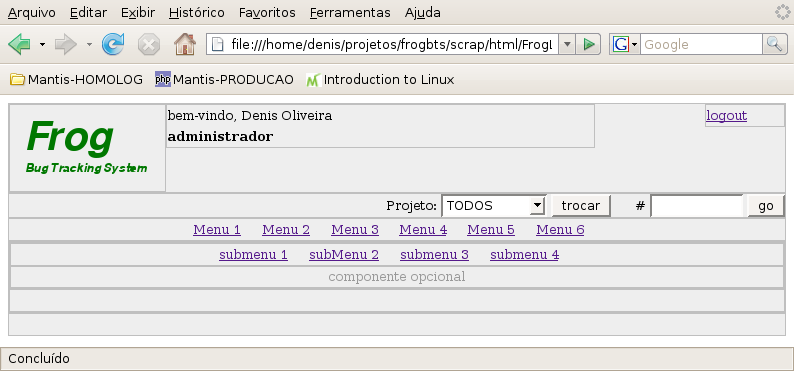 Arquivo Editar Exibir Histórico Favoritos Ferramentas Ajuda
file:///home/denis/projetos/frogbts/scrap/html/FrogL
G Google
Mantis-HOMOLOG php Mantis-PRODUCAO M Introduction to Linux
Frog
Bug Tracking System
bem-vindo, Denis Oliveira
administrador
logout
Projeto: TODOS trocar # go
Menu 1 Menu 2 Menu 3 Menu 4 Menu 5 Menu 6
submenu 1 subMenu 2 submenu 3 submenu 4
componente opcional
Concluído